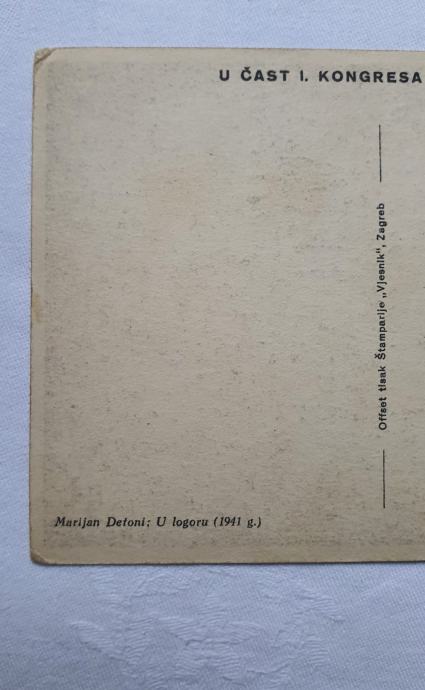 U ČAST I. KONGRESA
Offset tisak Štamparije „Vjesnik“, Zagreb
Marijan Detoni: U logoru (1941 g.)